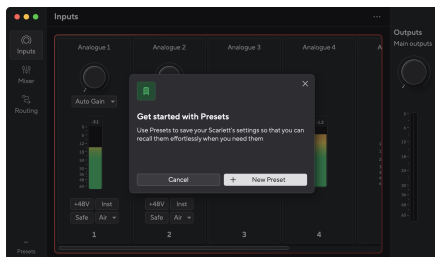 Inputs
...
Outputs
Inputs
Analogue 1
Analogue 2
Analogue 3
Analogue 4
Main outputs
Mixer
Routing
Auto Gain
Get started with Presets
Use Presets to save your Scarlett's settings so that you can
recall them effortlessly when you need them
Cancel
+ New Preset
+48V Inst
+48V Inst
Safe Air
Safe Air
1
2
3
4
Presets